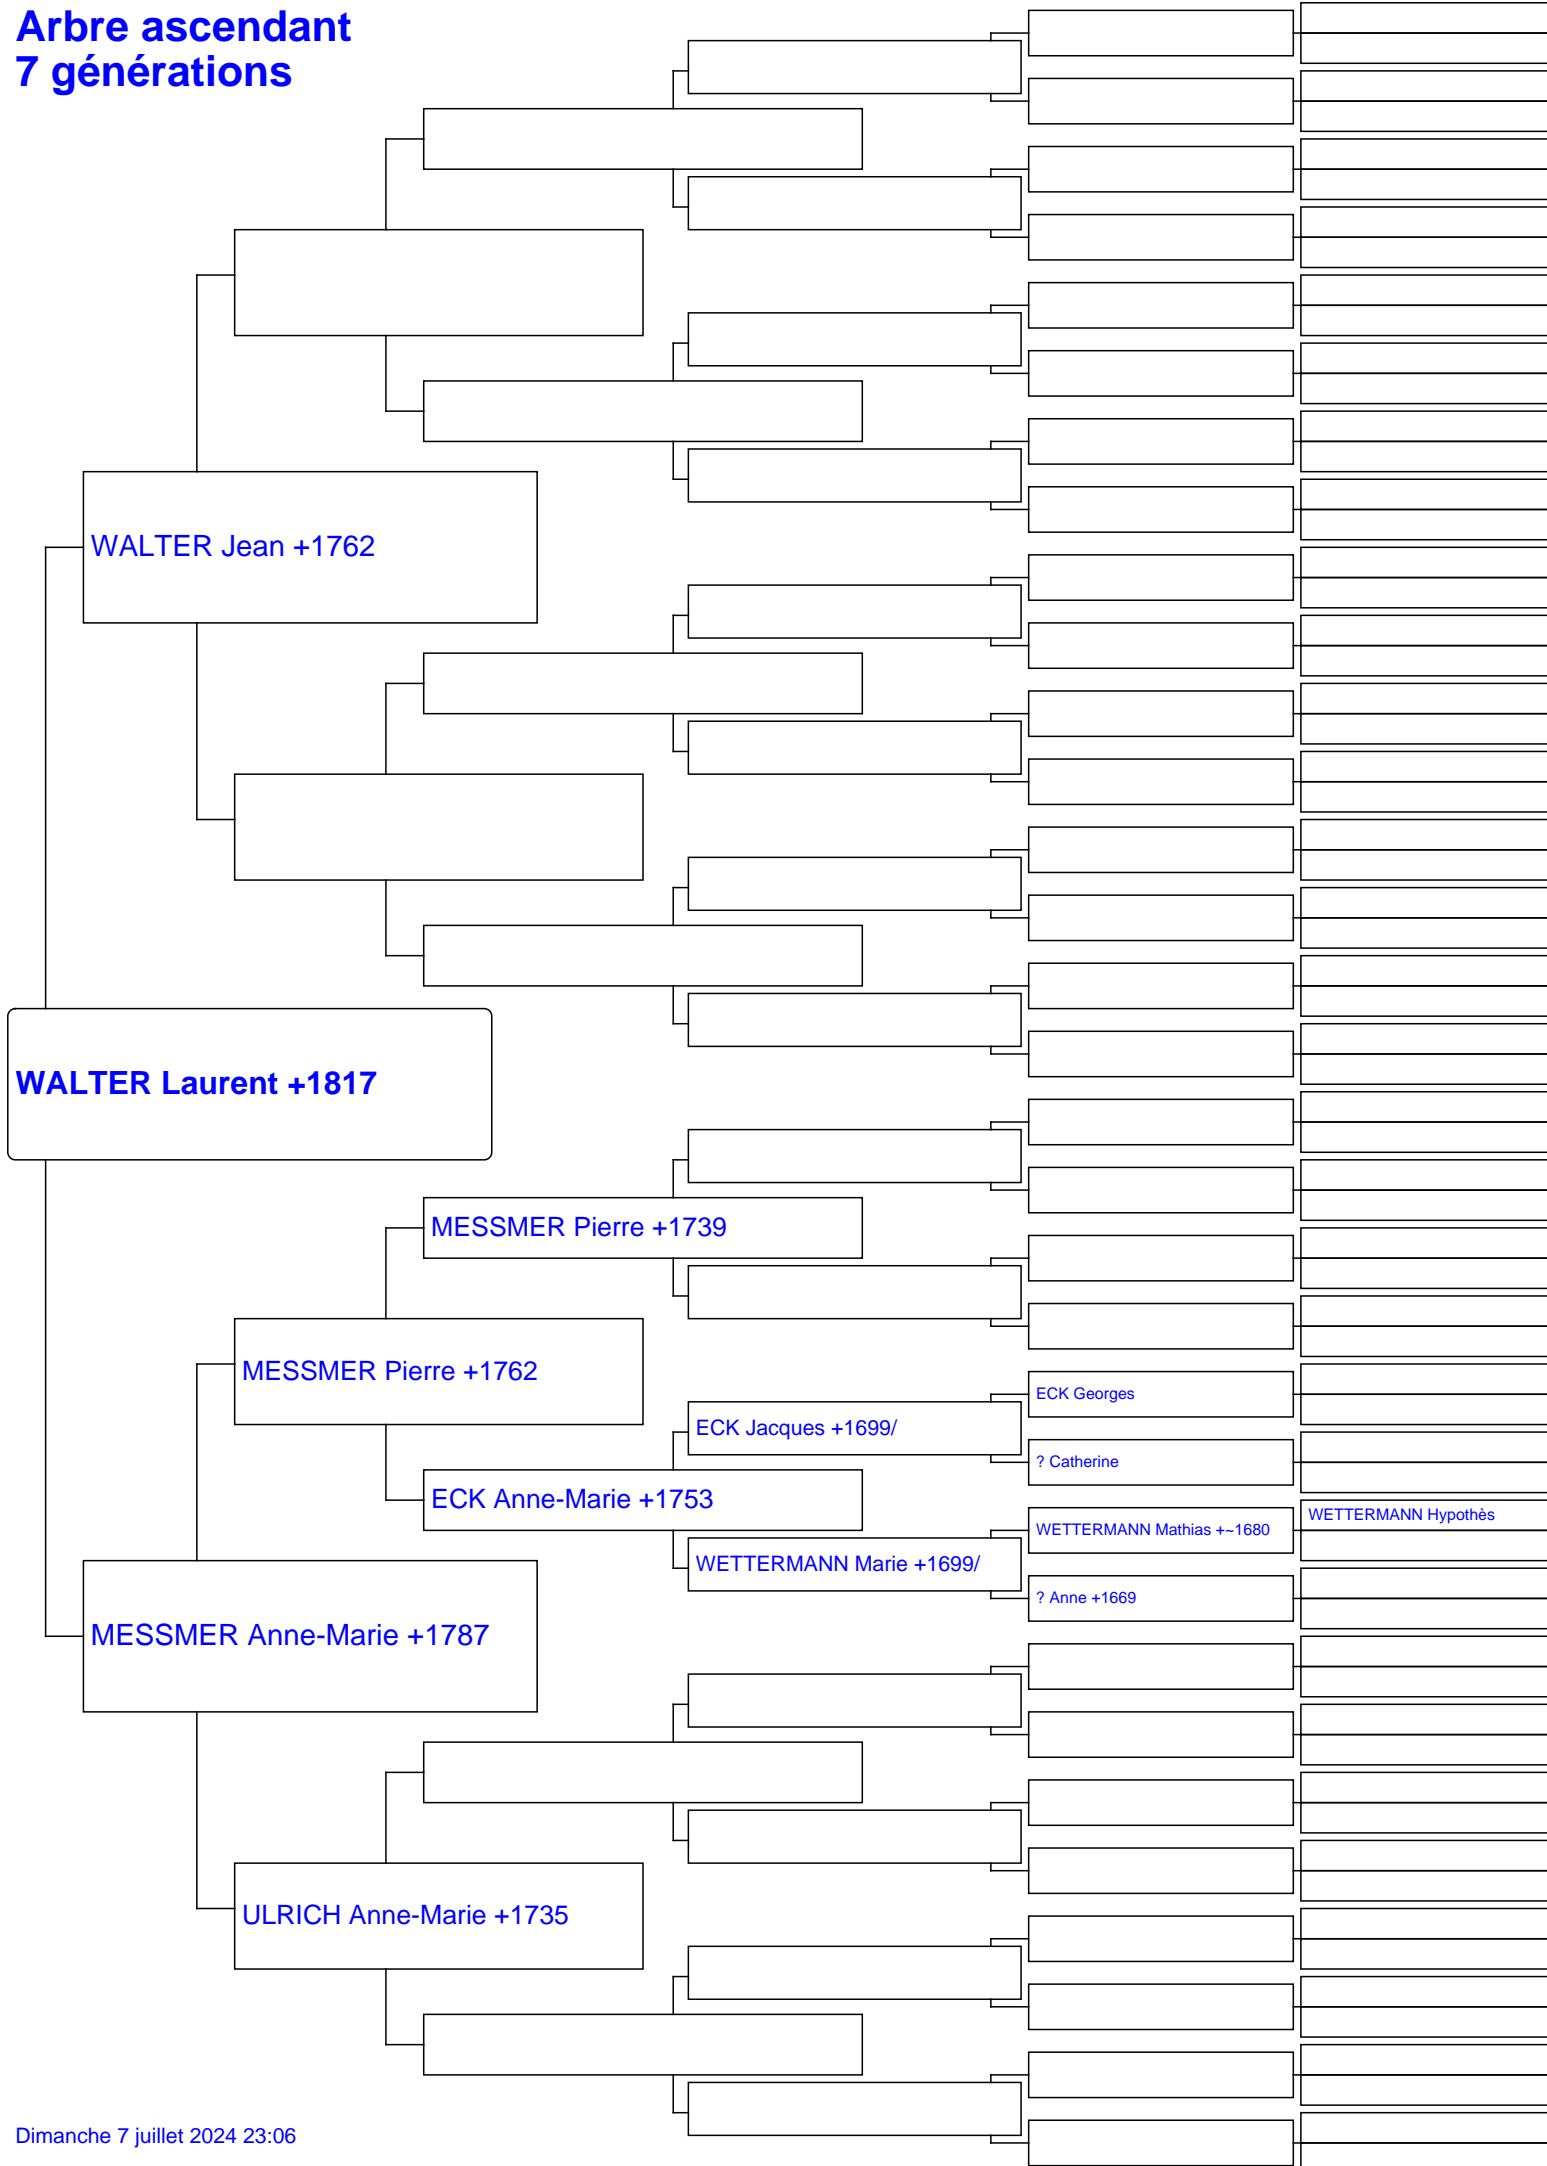 Arbre ascendant
7 générations
WALTER Jean +1762
WALTER Laurent +1817
MESSMER Pierre +1739
MESSMER Pierre +1762
ECK Georges
ECK Jacques +1699/
? Catherine
ECK Anne-Marie +1753
WETTERMANN Hypothès
WETTERMANN Mathias +~1680
WETTERMANN Marie +1699/
? Anne +1669
MESSMER Anne-Marie +1787
ULRICH Anne-Marie +1735
Dimanche 7 juillet 2024 23:06